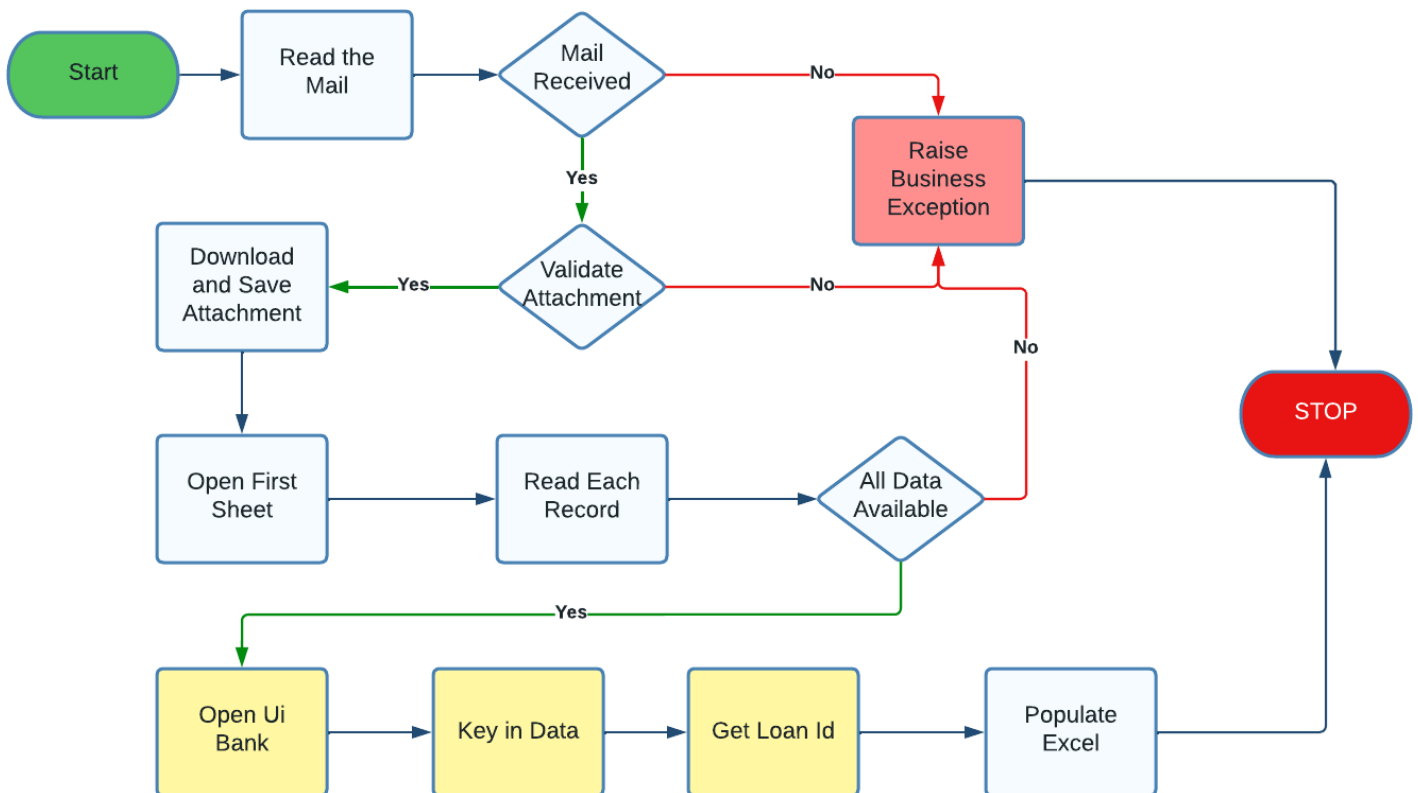 Start
Read the
Mail
Mail
Received
No
Raise
Business
Exception
Yes
Download
and Save
Attachment
Yes
Validate
Attachment
No
No
STOP
Open First
Sheet
Read Each
Record
All Data
Available
Yes
Open Ui
Bank
Key in Data
Get Loan Id
Populate
Excel